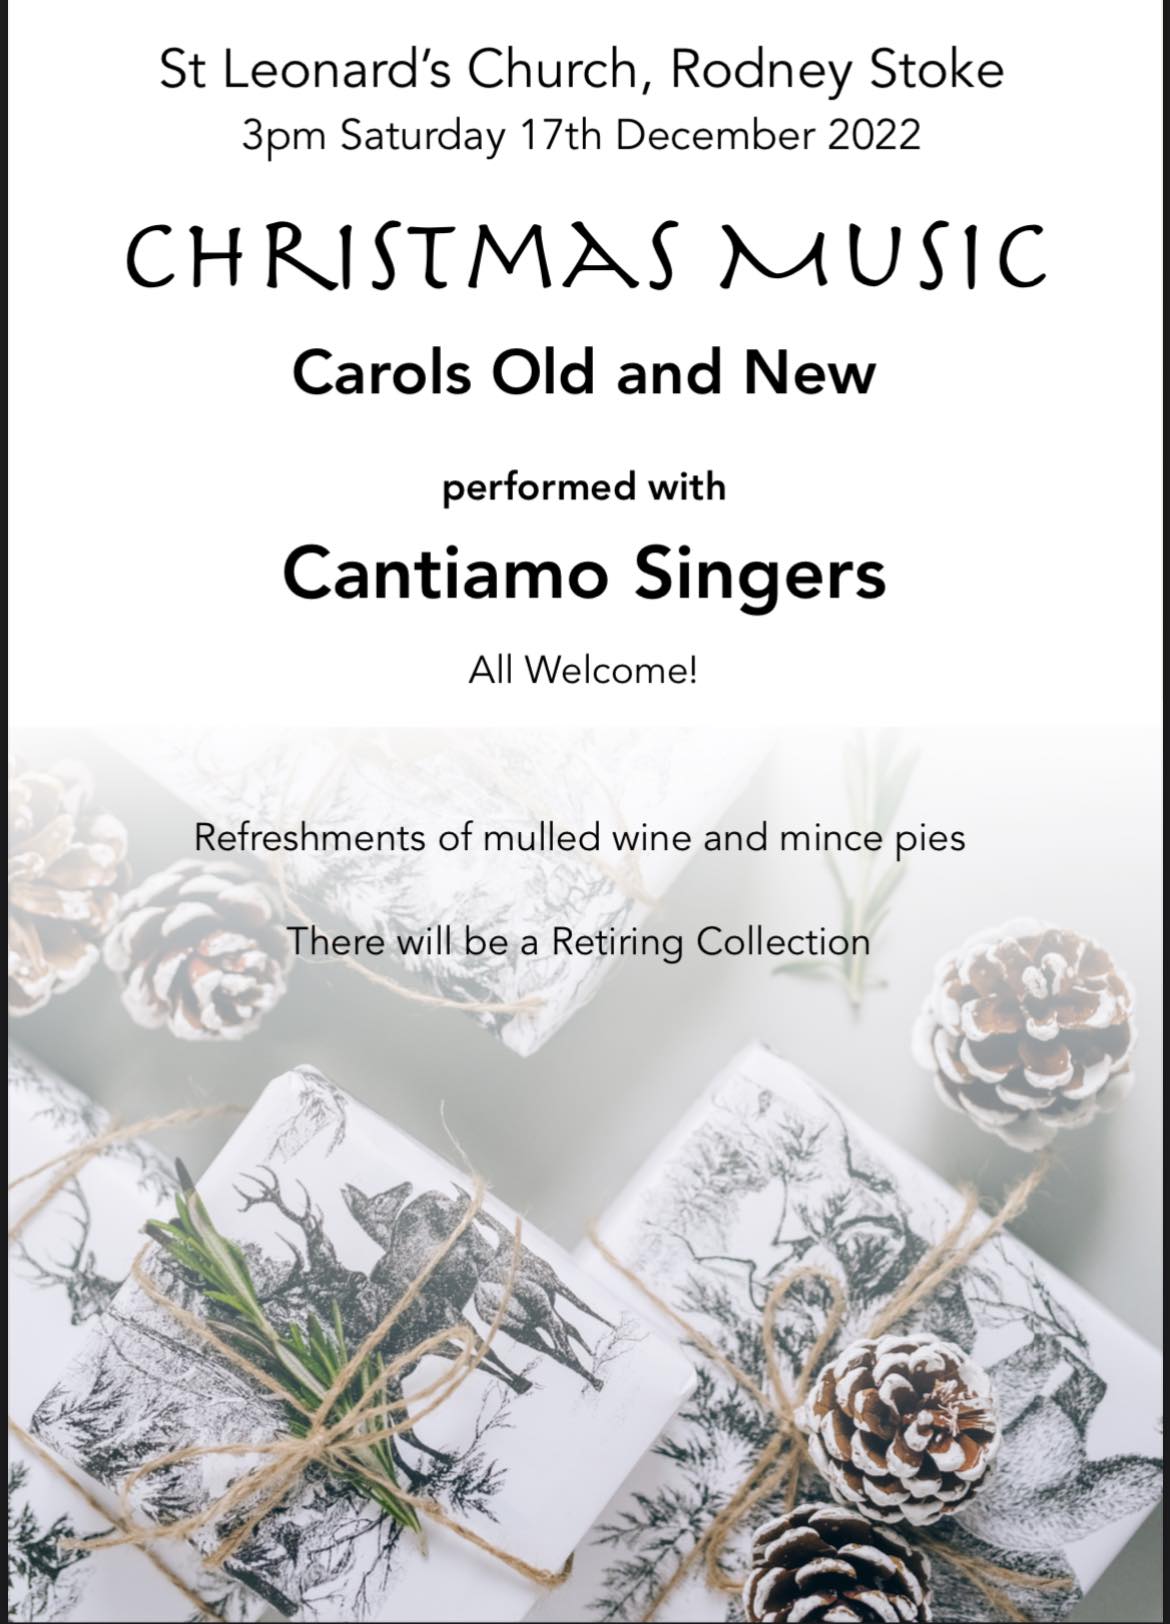 St Leonard’s Church, Rodney Stoke
3pm Saturday 17th December 2022
CHRISTMAS MUSIC
Carols Old and New
performed with
Cantiamo Singers
All Welcome!
Refreshments of mulled wine and mince pies
There will be a Retiring Collection